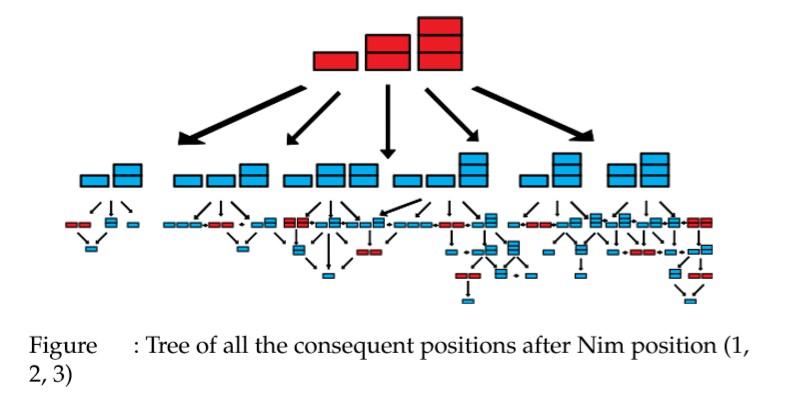 Figure : Tree of all the consequent positions after Nim position (1,
2, 3)